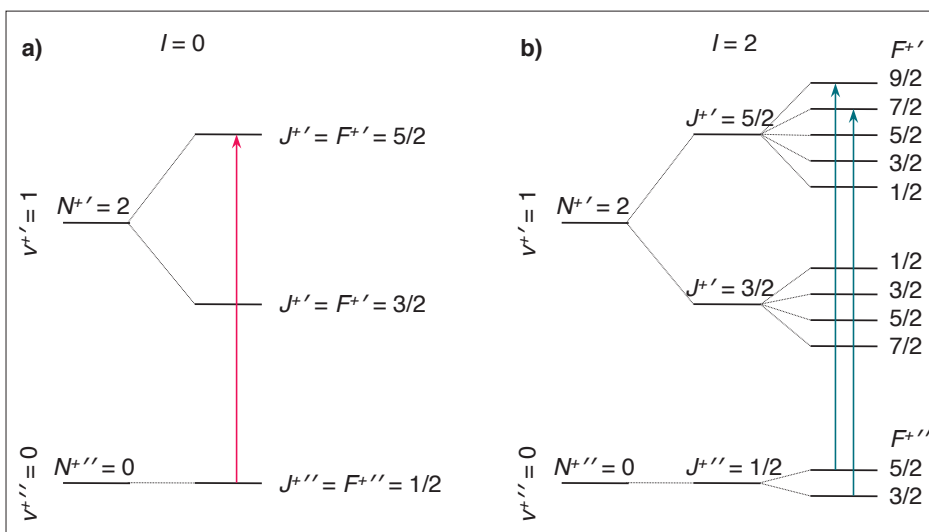 a)
I = 0
ν+′ = 1
N+′ = 2
J+′ = F+′ = 5/2
J+′ = F+′ = 3/2
ν+′′ = 0
N+′′ = 0
J+′′ = F+′′ = 1/2
b)
I = 2
F+′
9/2
7/2
5/2
3/2
1/2
J+′ = 5/2
ν+′ = 1
N+′ = 2
J+′ = 3/2
1/2
3/2
5/2
7/2
F+′′
ν+′′ = 0
N+′′ = 0
J+′′ = 1/2
5/2
3/2